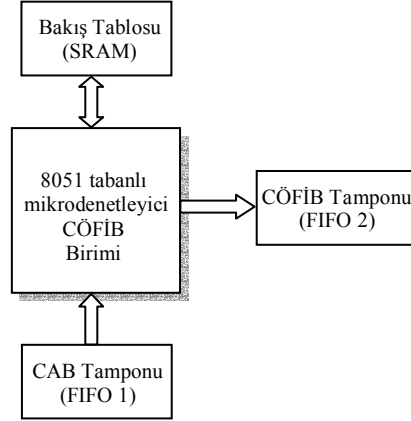 Bakış Tablosu
(SRAM)
8051 tabanlı
mikrodenetleyici
CÖFİB
Birimi
CÖFİB Tamponu
(FIFO 2)
CAB Tamponu
(FIFO 1)